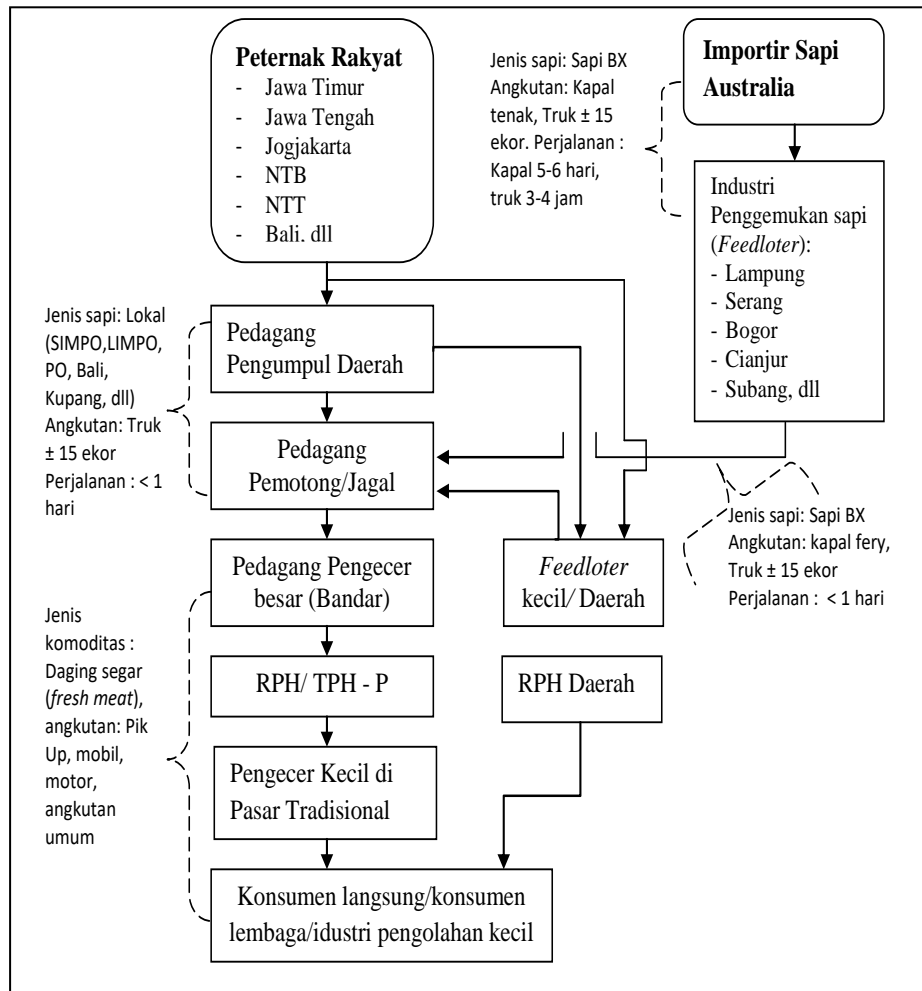 Peternak Rakyat
- Jawa Timur
- Jawa Tengah
- Jogjakarta
- NTB
- NTT
- Bali. dll
Jenis sapi: Sapi BX
Angkutan: Kapal
tenak, Truk ± 15
ekor. Perjalanan :
Kapal 5-6 hari,
truk 3-4 jam
Importir Sapi
Australia
Industri
Penggemukan sapi
(Feedloter):
- Lampung
- Serang
- Bogor
- Cianjur
- Subang, dll
Jenis sapi: Lokal
(SIMPO,LIMPO,
PO, Bali,
Kupang, dll)
Angkutan: Truk
± 15 ekor
Perjalanan : < 1
hari
Pedagang
Pengumpul Daerah
Pedagang
Pemotong/Jagal
Jenis sapi: Sapi BX
Angkutan: kapal fery,
Truk ± 15 ekor
Perjalanan : < 1 hari
Pedagang Pengecer
besar (Bandar)
Feedloter
kecil/ Daerah
Jenis
komoditas :
Daging segar
(fresh meat),
angkutan: Pik
Up, mobil,
motor,
angkutan
umum
RPH/ TPH - P
RPH Daerah
Pengecer Kecil di
Pasar Tradisional
Konsumen langsung/konsumen
lembaga/idustri pengolahan kecil